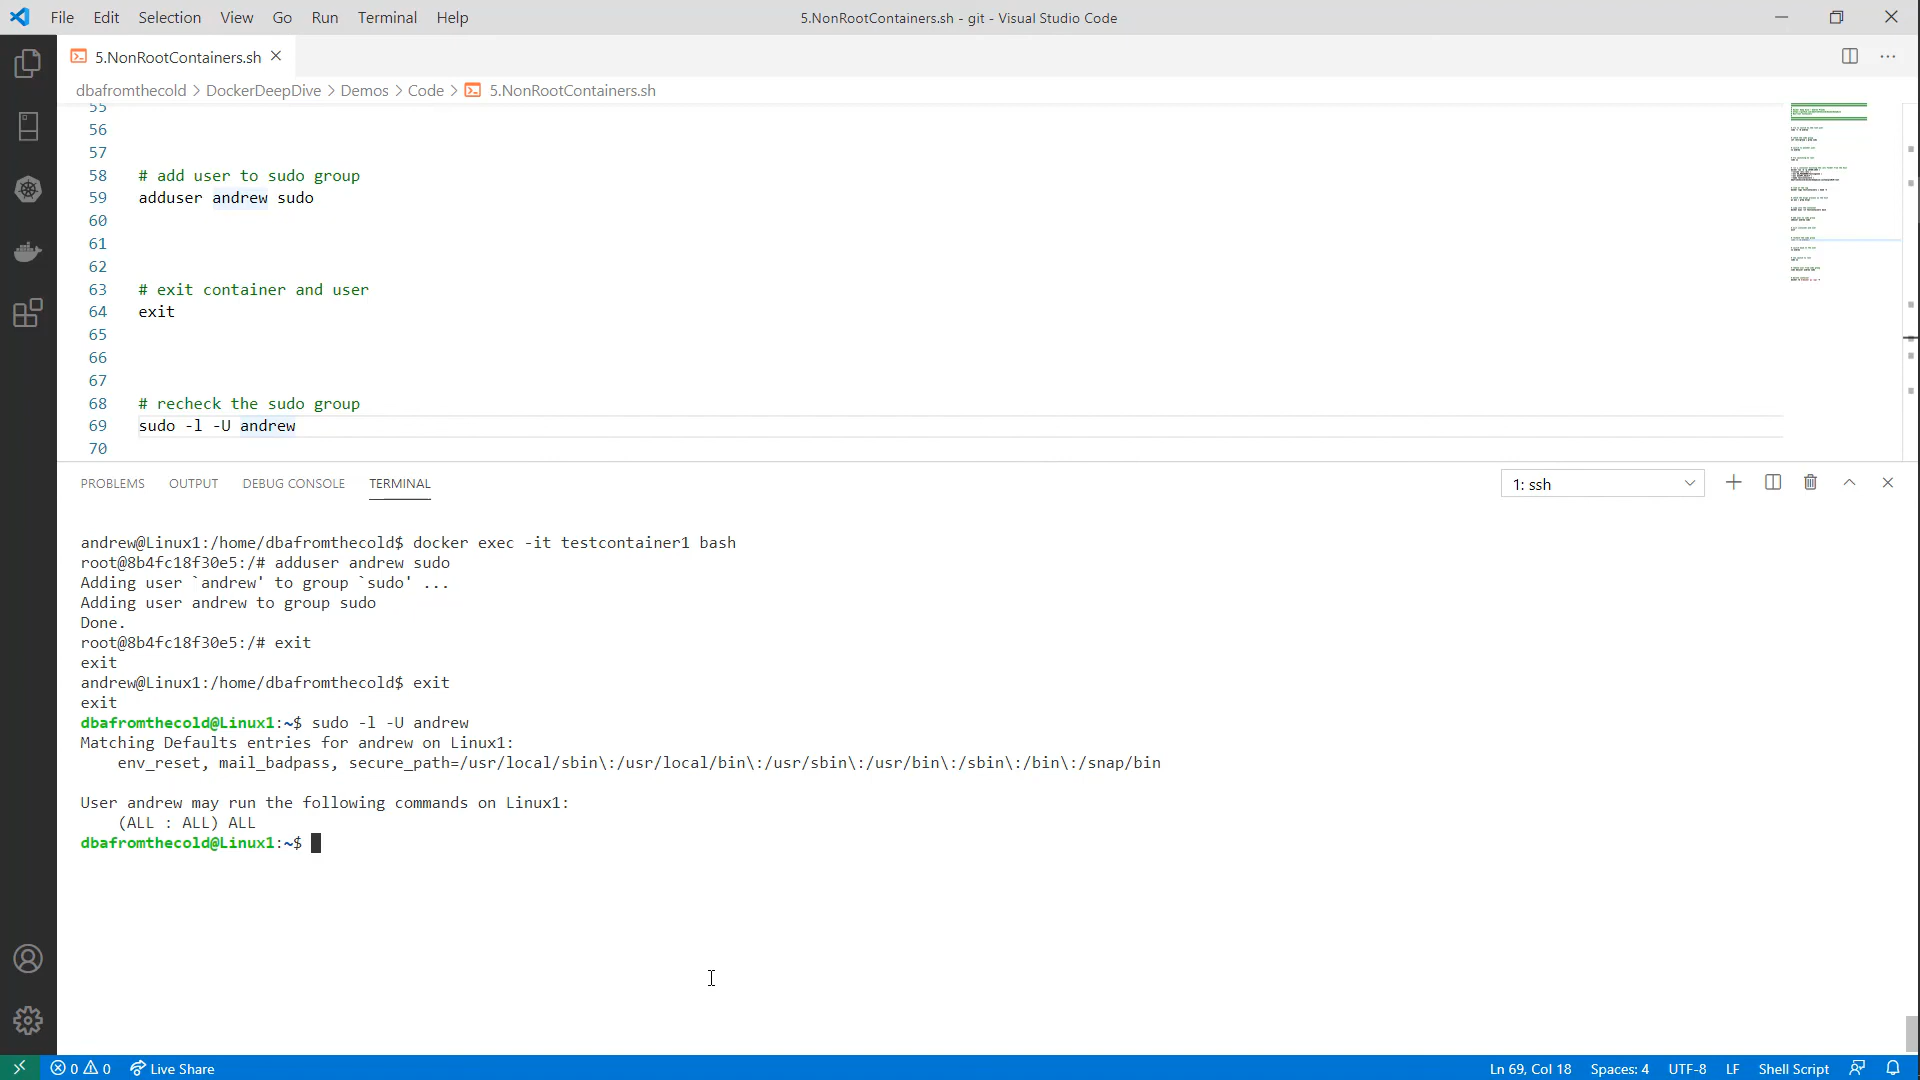 File Edit Selection View Go Run Terminal Help
5.NonRootContainers.sh - git - Visual Studio Code
5.NonRootContainers.sh
dbafromthecold > DockerDeepDive > Demos > Code > 5.NonRootContainers.sh
55
56
57
58 # add user to sudo group
59 adduser andrew sudo
60
61
62
63 # exit container and user
64 exit
65
66
67
68 # recheck the sudo group
69 sudo -l -U andrew
70
PROBLEMS OUTPUT DEBUG CONSOLE TERMINAL
1: ssh
andrew@Linux1:/home/dbafromthecold$ docker exec -it testcontainer1 bash
root@8b4fc18f30e5:/# adduser andrew sudo
Adding user `andrew' to group `sudo' ...
Adding user andrew to group sudo
Done.
root@8b4fc18f30e5:/# exit
exit
andrew@Linux1:/home/dbafromthecold$ exit
exit
dbafromthecold@Linux1:~$ sudo -l -U andrew
Matching Defaults entries for andrew on Linux1:
    env_reset, mail_badpass, secure_path=/usr/local/sbin\:/usr/local/bin\:/usr/sbin\:/usr/bin\:/sbin\:/bin\:/snap/bin
User andrew may run the following commands on Linux1:
    (ALL : ALL) ALL
dbafromthecold@Linux1:~$
0 0 Live Share
Ln 69, Col 18 Spaces: 4 UTF-8 LF Shell Script